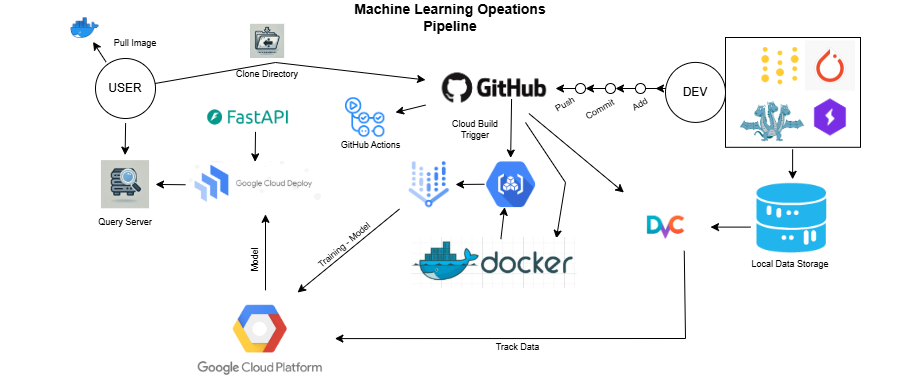 Machine Learning Opeations
Pipeline
Pull Image
Clone Directory
USER
GitHub
Push
Commit
Add
DEV
FastAPI
GitHub Actions
Cloud Build
Trigger
Google Cloud Deploy
Query Server
Model
Training - Model
docker
DVC
Local Data Storage
Track Data
Google Cloud Platform